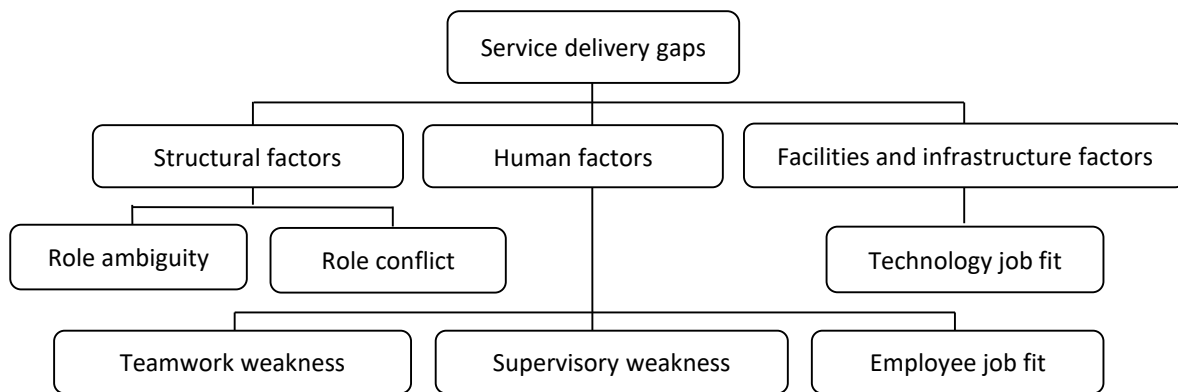 Service delivery gaps
Structural factors
Human factors
Facilities and infrastructure factors
Role ambiguity
Role conflict
Technology job fit
Teamwork weakness
Supervisory weakness
Employee job fit